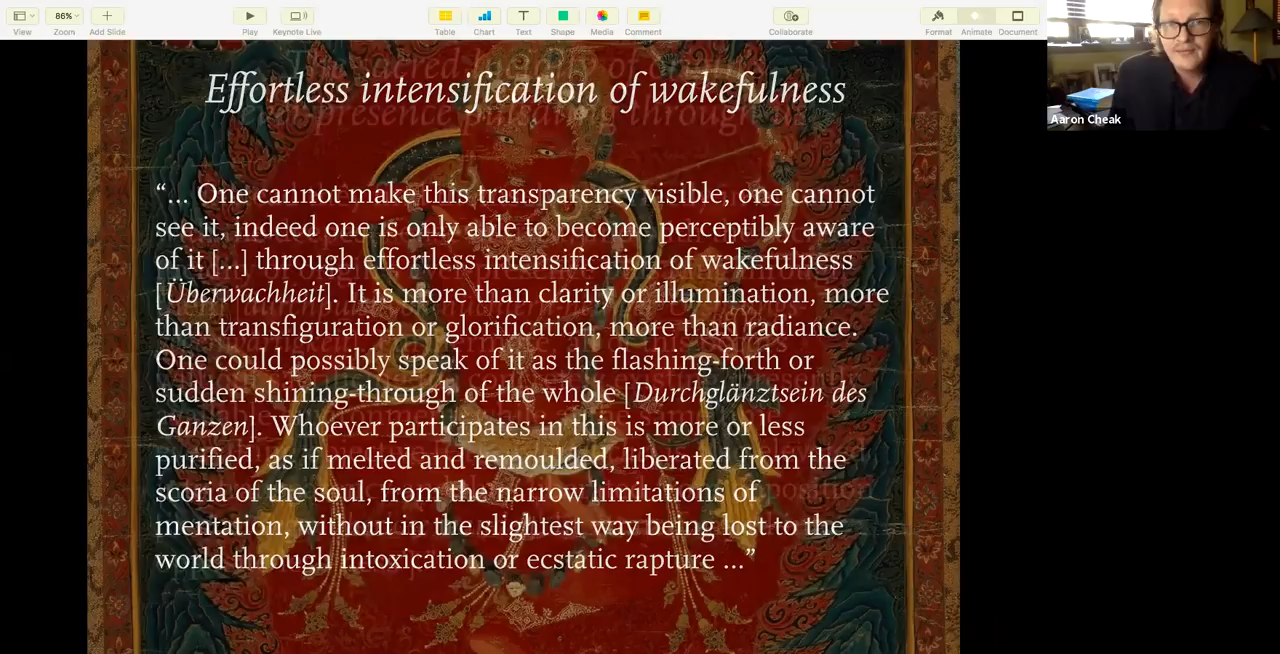 86%
View
Zoom
Add Slide
Play
Keynote Live
Table
Chart
Text
Shape
Media
Comment
Collaborate
Format
Animate
Document
Aaron Cheak
Effortless intensification of wakefulness
“... One cannot make this transparency visible, one cannot
see it, indeed one is only able to become perceptibly aware
of it [...] through effortless intensification of wakefulness
[Überwachheit]. It is more than clarity or illumination, more
than transfiguration or glorification, more than radiance.
One could possibly speak of it as the flashing-forth or
sudden shining-through of the whole [Durchglänztsein des
Ganzen]. Whoever participates in this is more or less
purified, as if melted and remoulded, liberated from the
scoria of the soul, from the narrow limitations of
mentation, without in the slightest way being lost to the
world through intoxication or ecstatic rapture ...”